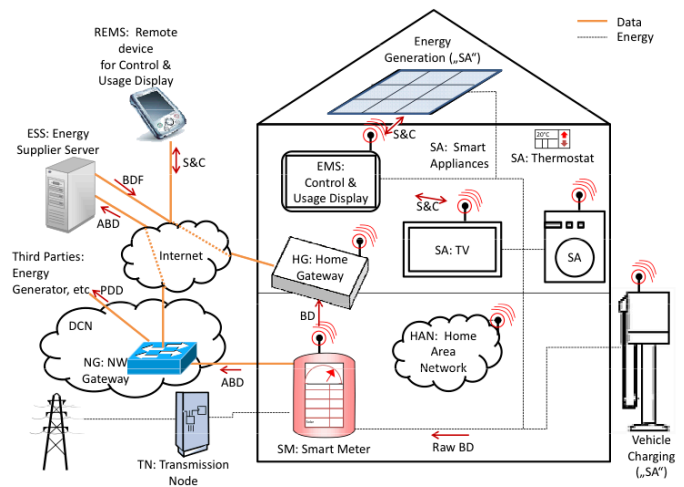 REMS: Remote
device
for Control &
Usage Display
Data
Energy
Energy
Generation („SA“)
S&C
20°C
SA: Smart
Appliances
SA: Thermostat
ESS: Energy
Supplier Server
S&C
BDF
ABD
EMS:
Control &
Usage Display
S&C
SA: TV
SA
Internet
HG: Home
Gateway
Third Parties:
Energy
Generator, etc.
PDD
DCN
NG: NW
Gateway
BD
ABD
HAN: Home
Area
Network
TN: Transmission
Node
SM: Smart Meter
Raw BD
Vehicle
Charging
(„SA“)